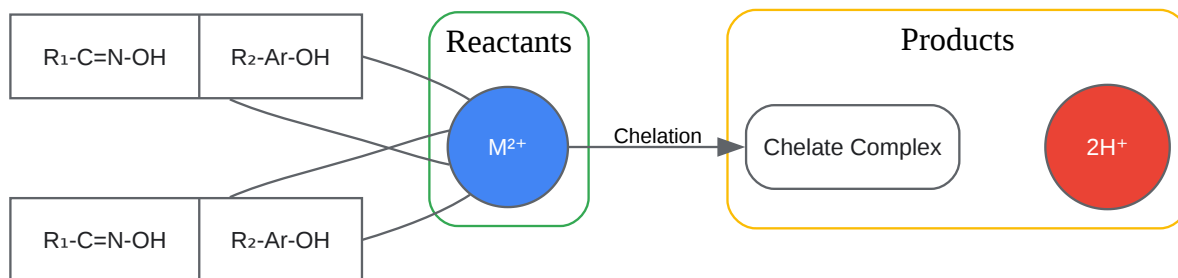 R₁-C=N-OH
R₂-Ar-OH
Reactants
M²⁺
Chelation
Products
Chelate Complex
2H⁺
R₁-C=N-OH
R₂-Ar-OH